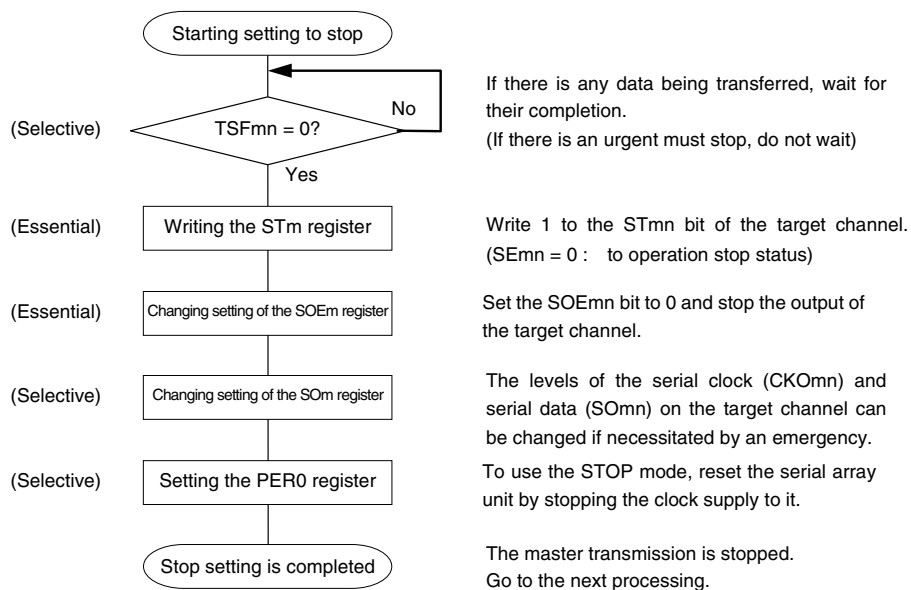 Starting setting to stop
No
If there is any data being transferred, wait for
their completion.
(Selective)
TSFmn = 0?
(If there is an urgent must stop, do not wait)
Yes
(Essential)
Writing the STm register
Write 1 to the STmn bit of the target channel.
(SEmn = 0 : to operation stop status)
(Essential)
Changing setting of the SOEm register
Set the SOEmn bit to 0 and stop the output of
the target channel.
(Selective)
Changing setting of the SOm register
The levels of the serial clock (CKOmn) and
serial data (SOmn) on the target channel can
be changed if necessitated by an emergency.
(Selective)
Setting the PER0 register
To use the STOP mode, reset the serial array
unit by stopping the clock supply to it.
Stop setting is completed
The master transmission is stopped.
Go to the next processing.